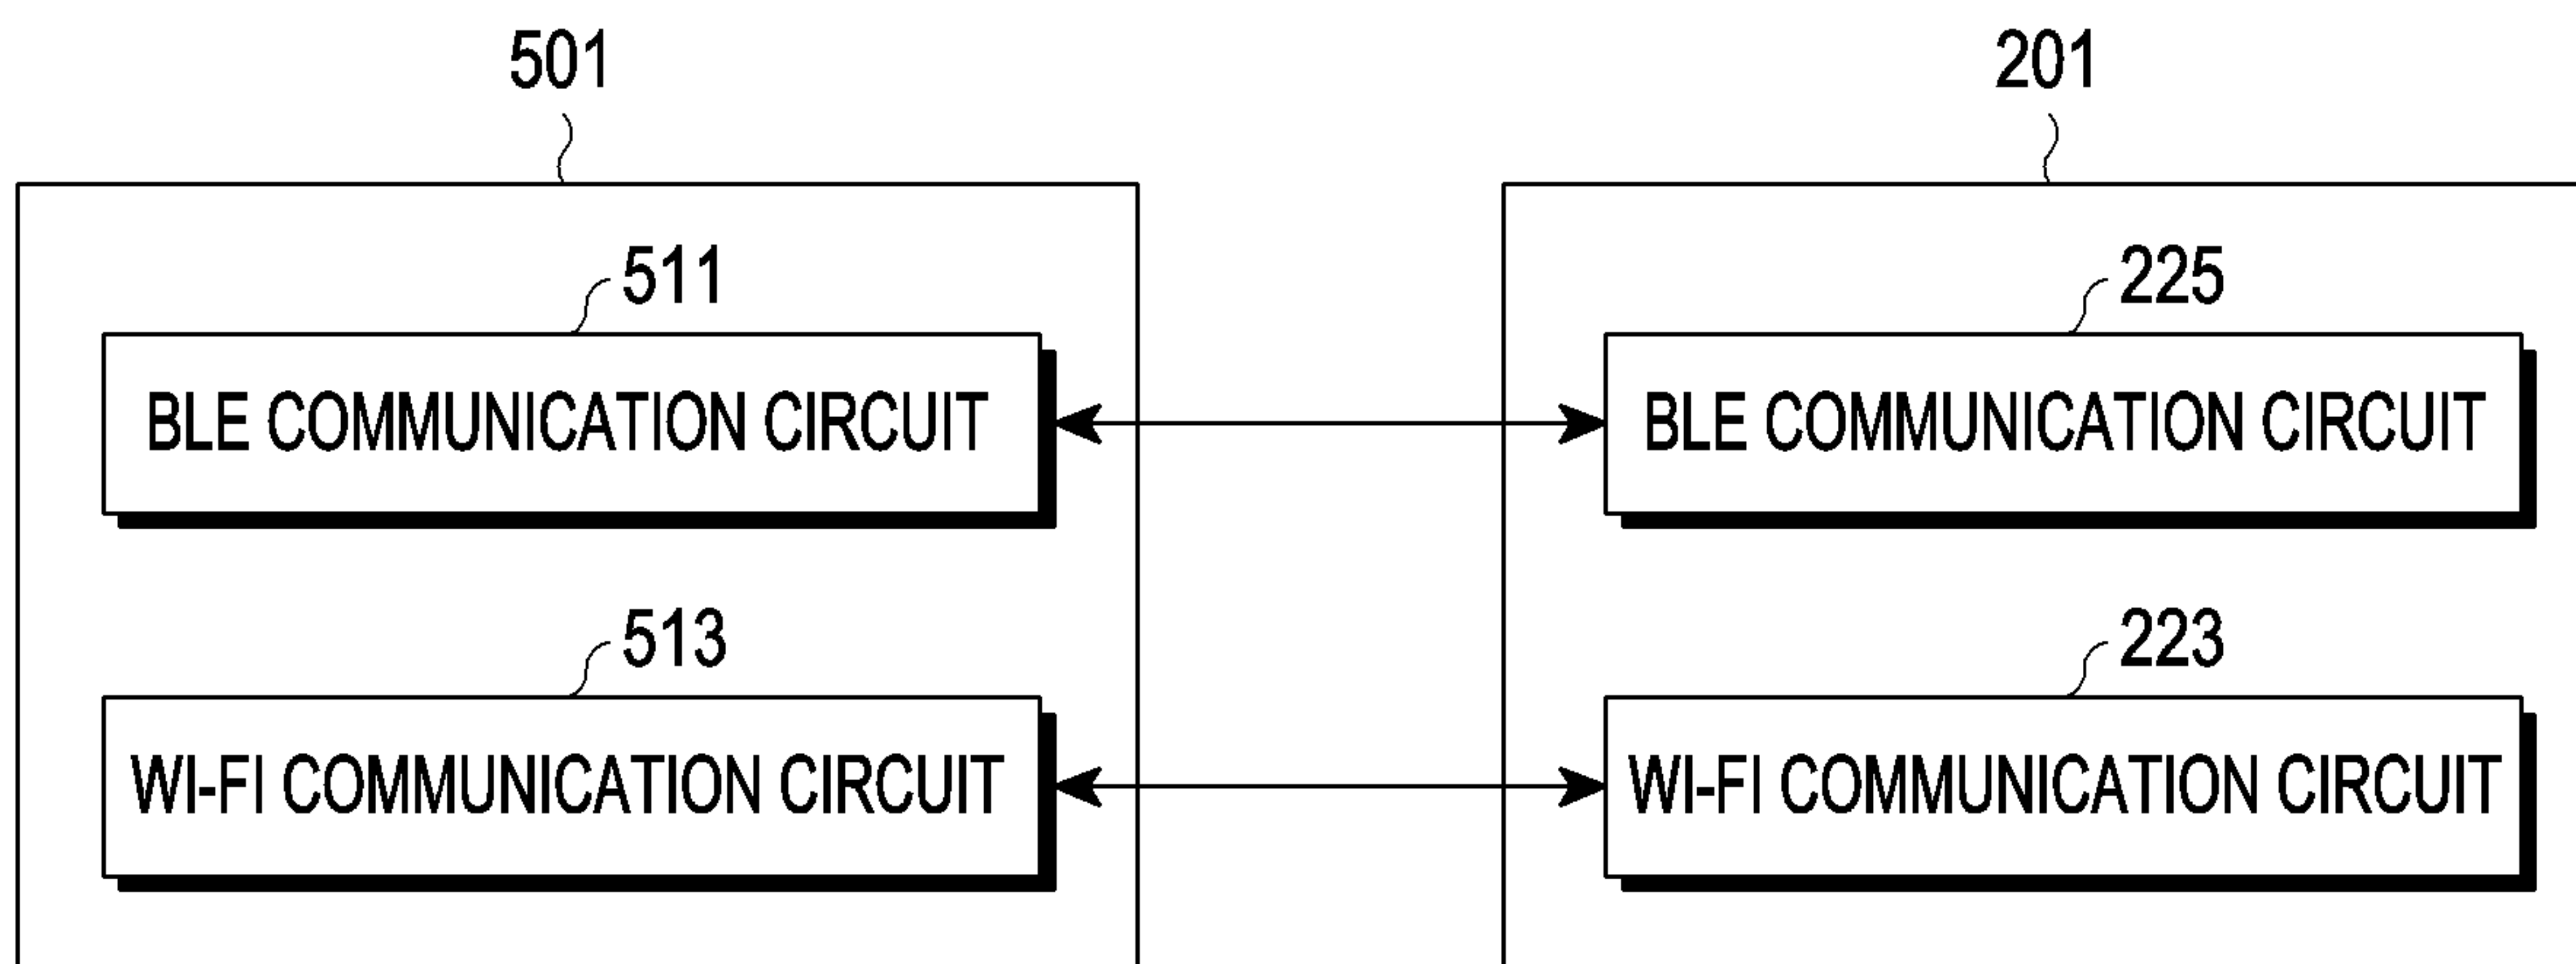 501
201
511
225
BLE COMMUNICATION CIRCUIT
BLE COMMUNICATION CIRCUIT
513
223
WI-FI COMMUNICATION CIRCUIT
WI-FI COMMUNICATION CIRCUIT